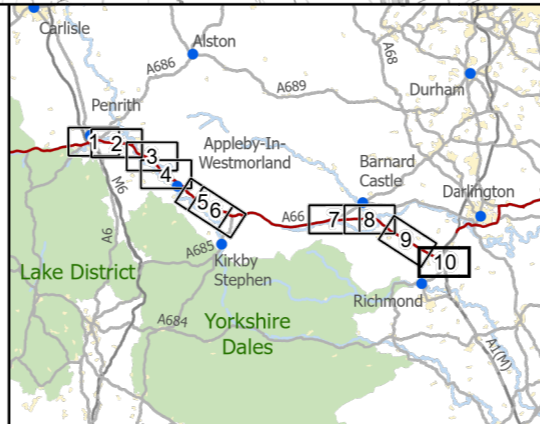 Carlisle
Alston
A68
A686
A689
Durham
Penrith
Appleby-In-
Westmorland
Barnard
Castle
Darlington
1
2
3
4
5
6
7
8
9
10
M6
A6
A66
A685
Kirkby
Stephen
Lake District
Richmond
A684
Yorkshire
Dales
A1(M)